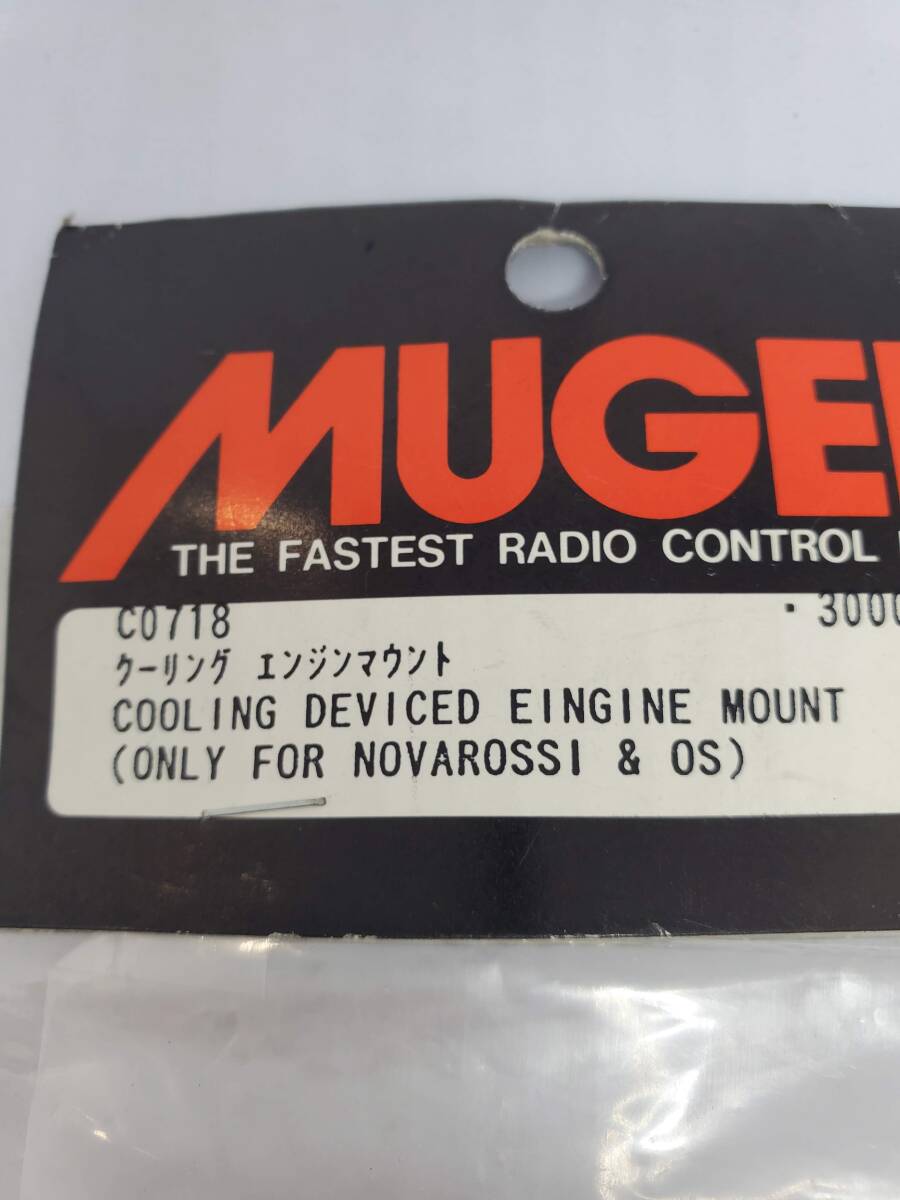 MUGE
THE FASTEST RADIO CONTROL
C0718 ・3000
クーリング エンジンマウント
COOLING DEVICED EINGINE MOUNT
(ONLY FOR NOVAROSSI & OS)